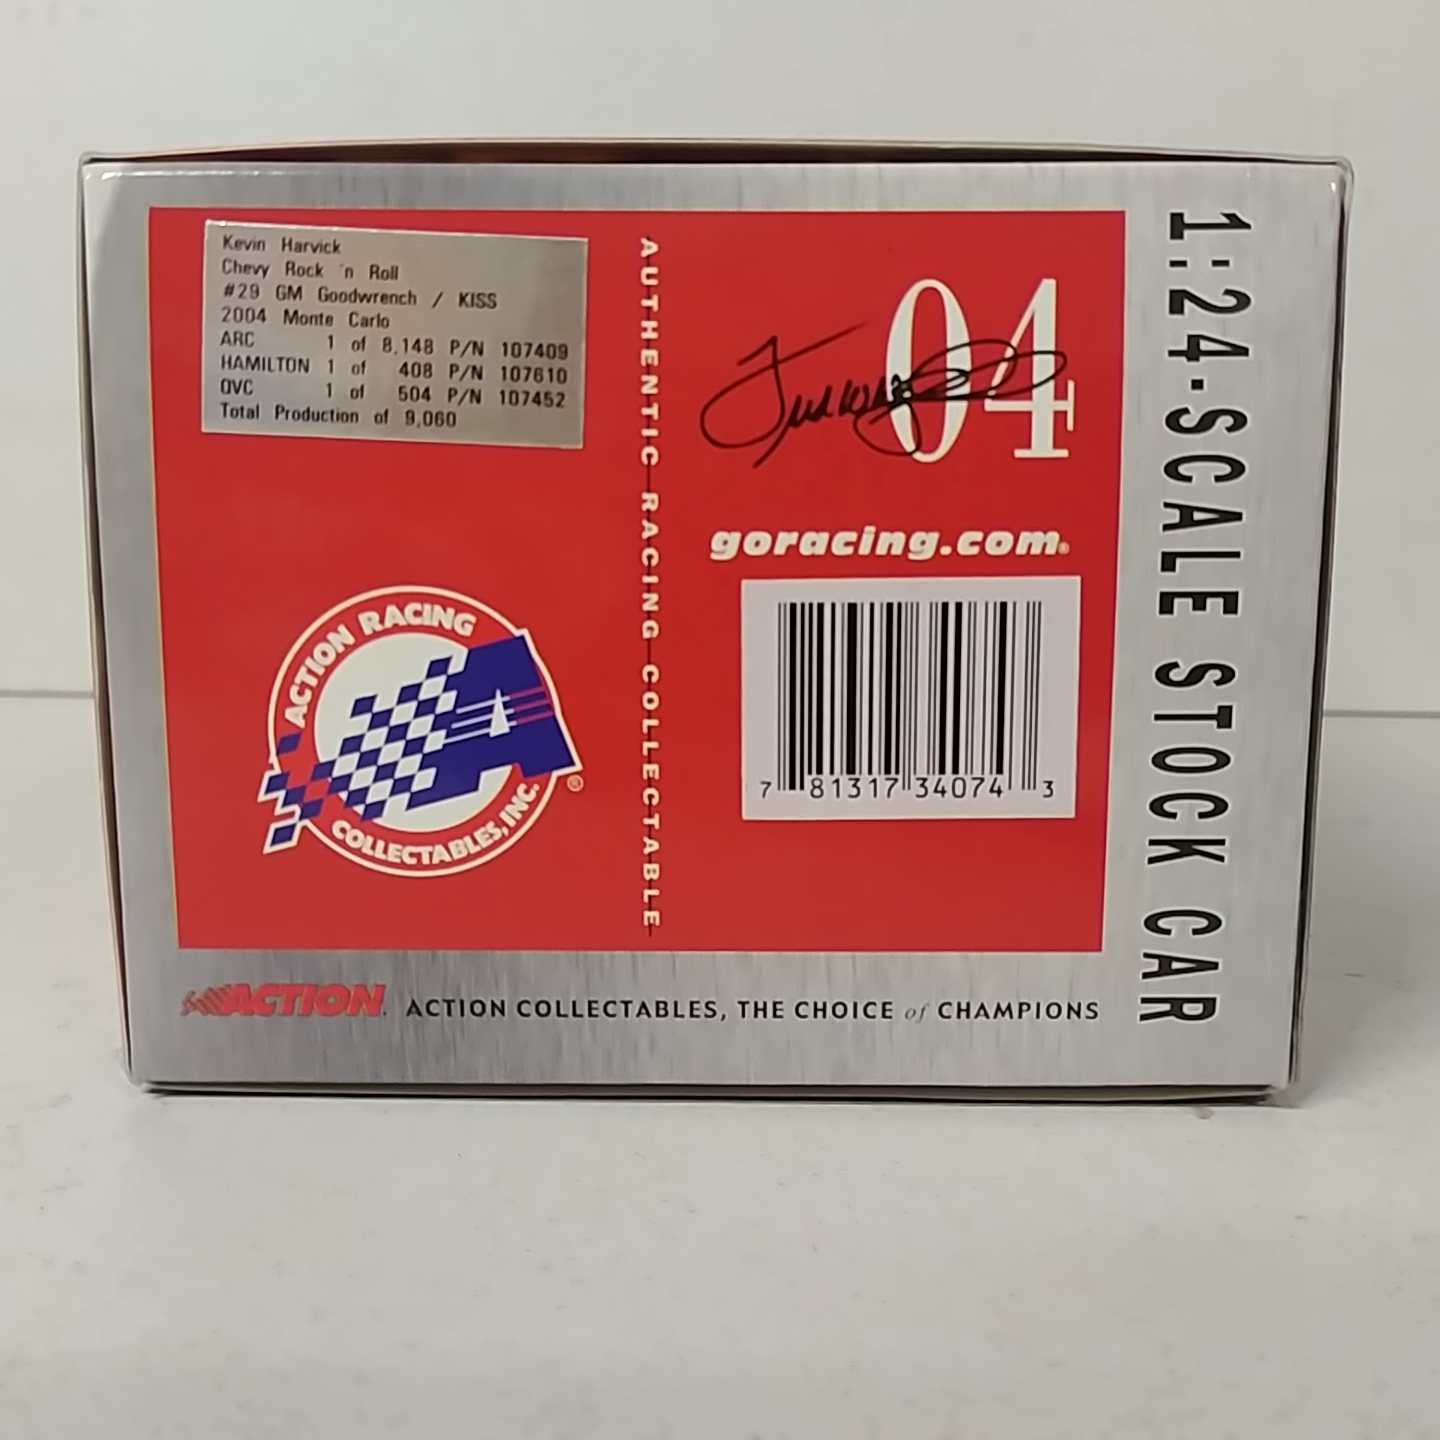 Kevin Harvick
Chevy Rock 'n Roll
#29 GM Goodwrench / KISS
2004 Monte Carlo
ARC 1 of 8,148 P/N 107409
HAMILTON 1 of 408 P/N 107610
QVC 1 of 504 P/N 107452
Total Production of 9,060
AUTHENTIC RACING COLLECTABLE
04
goracing.com®
7 81317 34074 3
ACTION RACING
COLLECTABLES, INC.®
1:24-SCALE STOCK CAR
ACTION. ACTION COLLECTABLES, THE CHOICE of CHAMPIONS